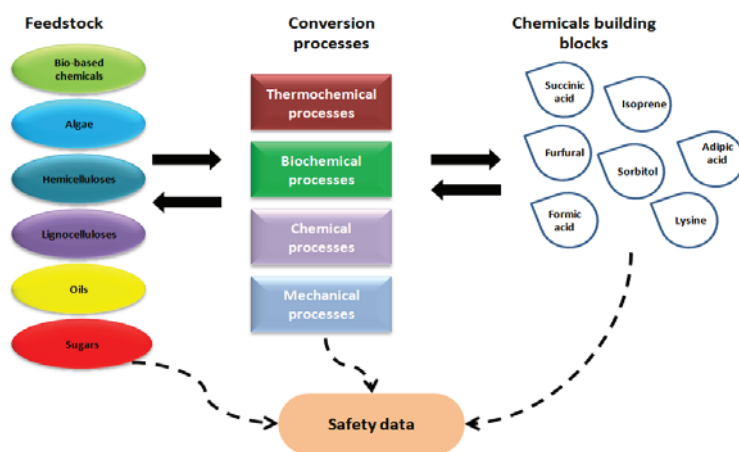 Feedstock
Bio-based
chemicals
Algae
Hemicelluloses
Lignocelluloses
Oils
Sugars
Conversion
processes
Thermochemical
processes
Biochemical
processes
Chemical
processes
Mechanical
processes
Chemicals building
blocks
Succinic
acid
Isoprene
Furfural
Sorbitol
Adipic
acid
Formic
acid
Lysine
Safety data